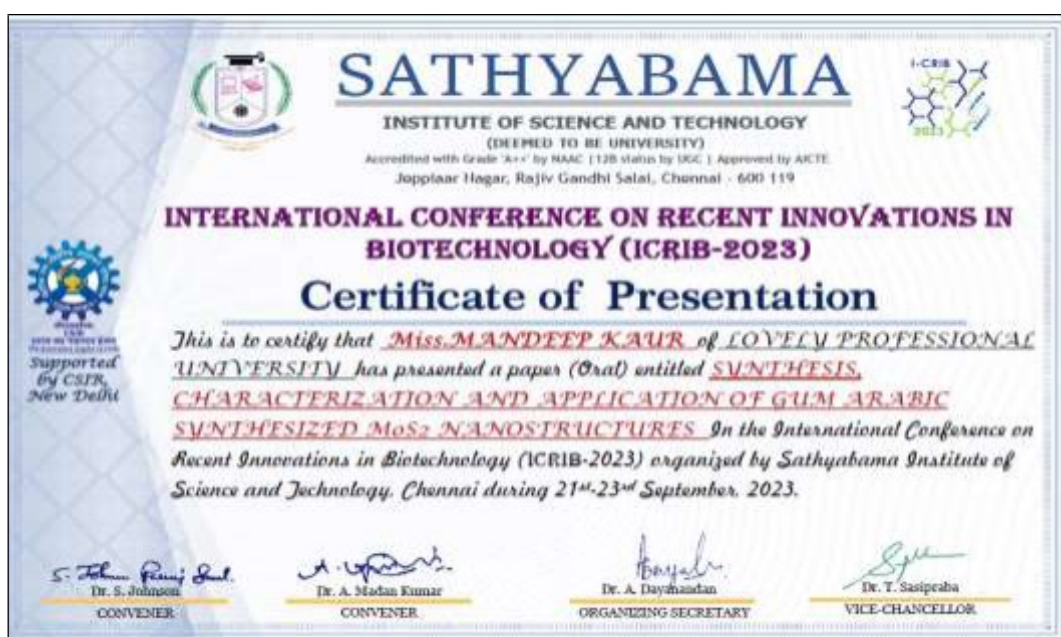 SATHYABAMA
I-CRIB
2023
INSTITUTE OF SCIENCE AND TECHNOLOGY
(DEEMED TO BE UNIVERSITY)
Accredited with Grade 'A++' by NAAC | 12B status by UGC | Approved by AICTE
Jeppiaar Nagar, Rajiv Gandhi Salai, Chennai - 600 119
INTERNATIONAL CONFERENCE ON RECENT INNOVATIONS IN
BIOTECHNOLOGY (ICRIB-2023)
Certificate of Presentation
This is to certify that Miss.MANDEEP KAUR of LOVELY PROFESSIONAL
UNIVERSITY has presented a paper (Oral) entitled SYNTHESIS,
CHARACTERIZATION AND APPLICATION OF GUM ARABIC
SYNTHESIZED MoS2 NANOSTRUCTURES In the International Conference on
Recent Innovations in Biotechnology (ICRIB-2023) organized by Sathyabama Institute of
Science and Technology, Chennai during 21st-23rd September, 2023.
CSIR
Supported
by CSIR,
New Delhi
Dr. S. Johnson
CONVENER
Dr. A. Madan Kumar
CONVENER
Dr. A. Dayanandan
ORGANIZING SECRETARY
Dr. T. Sasipraba
VICE-CHANCELLOR